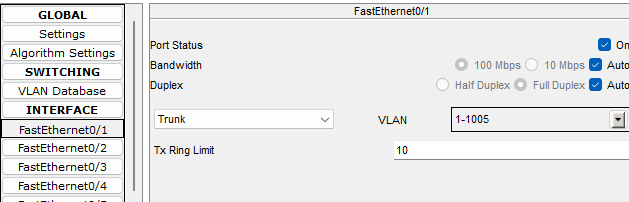 GLOBAL
Settings
Algorithm Settings
SWITCHING
VLAN Database
INTERFACE
FastEthernet0/1
FastEthernet0/2
FastEthernet0/3
FastEthernet0/4
FastEthernet0/1
Port Status On
Bandwidth 100 Mbps 10 Mbps Auto
Duplex Half Duplex Full Duplex Auto
Trunk VLAN 1-1005
Tx Ring Limit 10